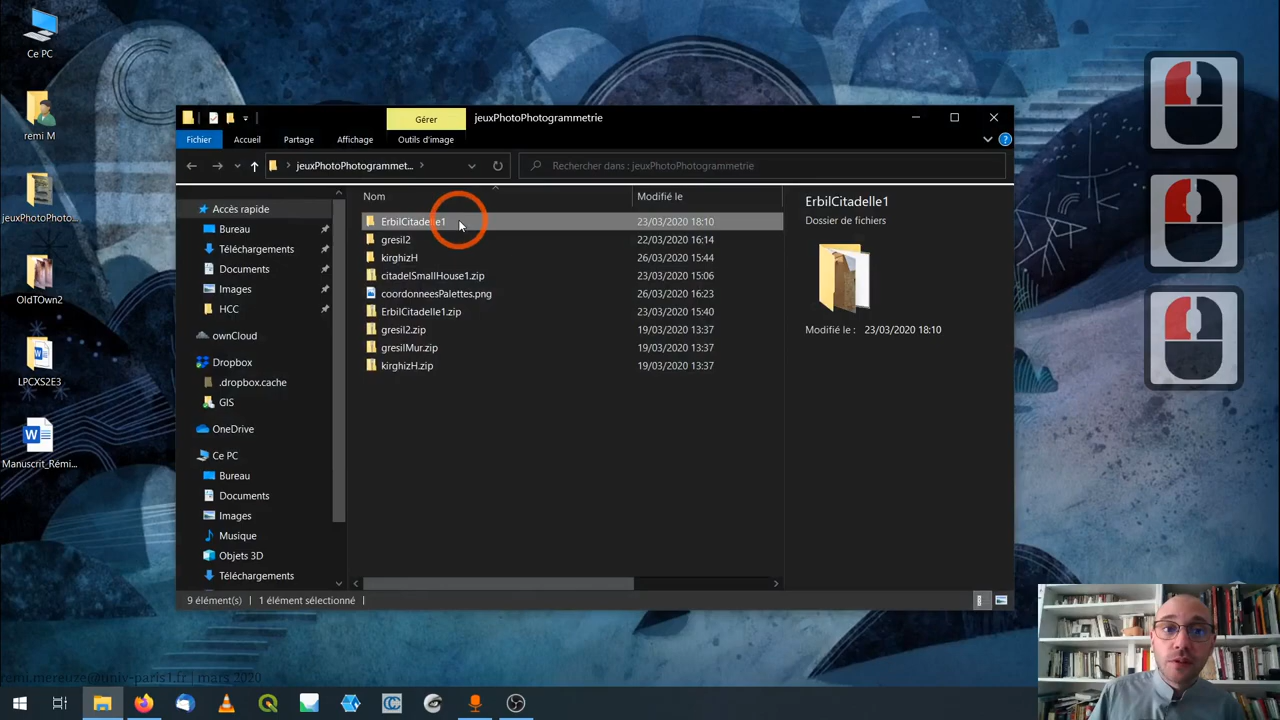 Ce PC
remi M
jeuxPhotoPhoto...
OldTOwn2
LPCXS2E3
Manuscrit_Rémi...
Gérer
jeuxPhotoPhotogrammetrie
Fichier
Accueil
Partage
Affichage
Outils d'image
jeuxPhotoPhotogrammet...
Rechercher dans : jeuxPhotoPhotogrammetrie
Accès rapide
Bureau
Téléchargements
Documents
Images
HCC
ownCloud
Dropbox
.dropbox.cache
GIS
OneDrive
Ce PC
Bureau
Documents
Images
Musique
Objets 3D
Téléchargements
Nom Modifié le
ErbilCitadelle1 23/03/2020 18:10
gresil2 22/03/2020 16:14
kirghizH 26/03/2020 15:44
citadelSmallHouse1.zip 23/03/2020 15:06
coordonneesPalettes.png 26/03/2020 16:23
ErbilCitadelle1.zip 23/03/2020 15:40
gresil2.zip 19/03/2020 13:37
gresilMur.zip 19/03/2020 13:37
kirghizH.zip 19/03/2020 13:37
ErbilCitadelle1
Dossier de fichiers
Modifié le : 23/03/2020 18:10
9 élément(s) 1 élément sélectionné
remi.mereuze@univ-paris1.fr | mars 2020